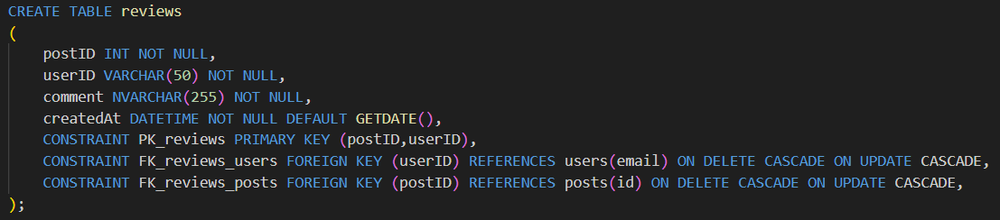 CREATE TABLE reviews
(
    postID INT NOT NULL,
    userID VARCHAR(50) NOT NULL,
    comment NVARCHAR(255) NOT NULL,
    createdAt DATETIME NOT NULL DEFAULT GETDATE(),
    CONSTRAINT PK_reviews PRIMARY KEY (postID,userID),
    CONSTRAINT FK_reviews_users FOREIGN KEY (userID) REFERENCES users(email) ON DELETE CASCADE ON UPDATE CASCADE,
    CONSTRAINT FK_reviews_posts FOREIGN KEY (postID) REFERENCES posts(id) ON DELETE CASCADE ON UPDATE CASCADE,
);